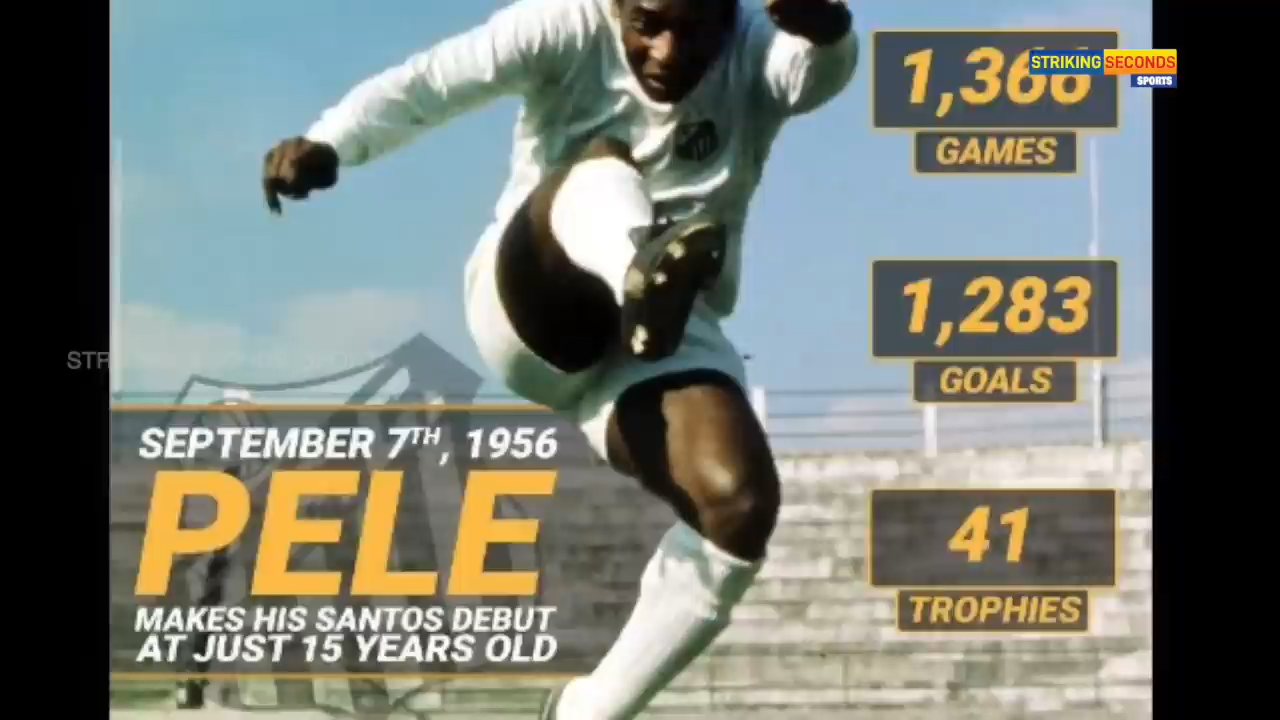 STRIKING SECONDS
SPORTS
1,366
GAMES
1,283
GOALS
STR
SEPTEMBER 7TH, 1956
PELE
MAKES HIS SANTOS DEBUT
AT JUST 15 YEARS OLD
41
TROPHIES